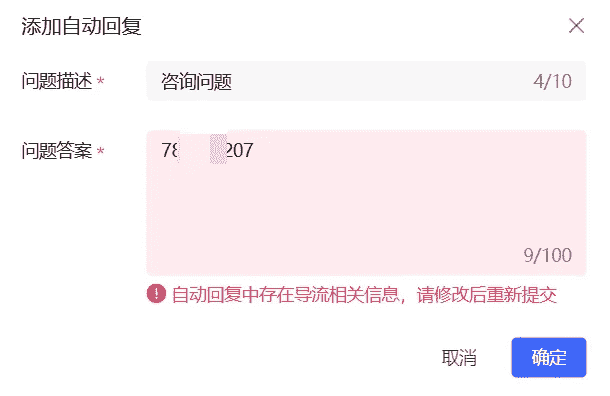 添加自动回复
问题描述 *
咨询问题
4/10
问题答案 *
78 207
9/100
自动回复中存在导流相关信息，请修改后重新提交
取消
确定